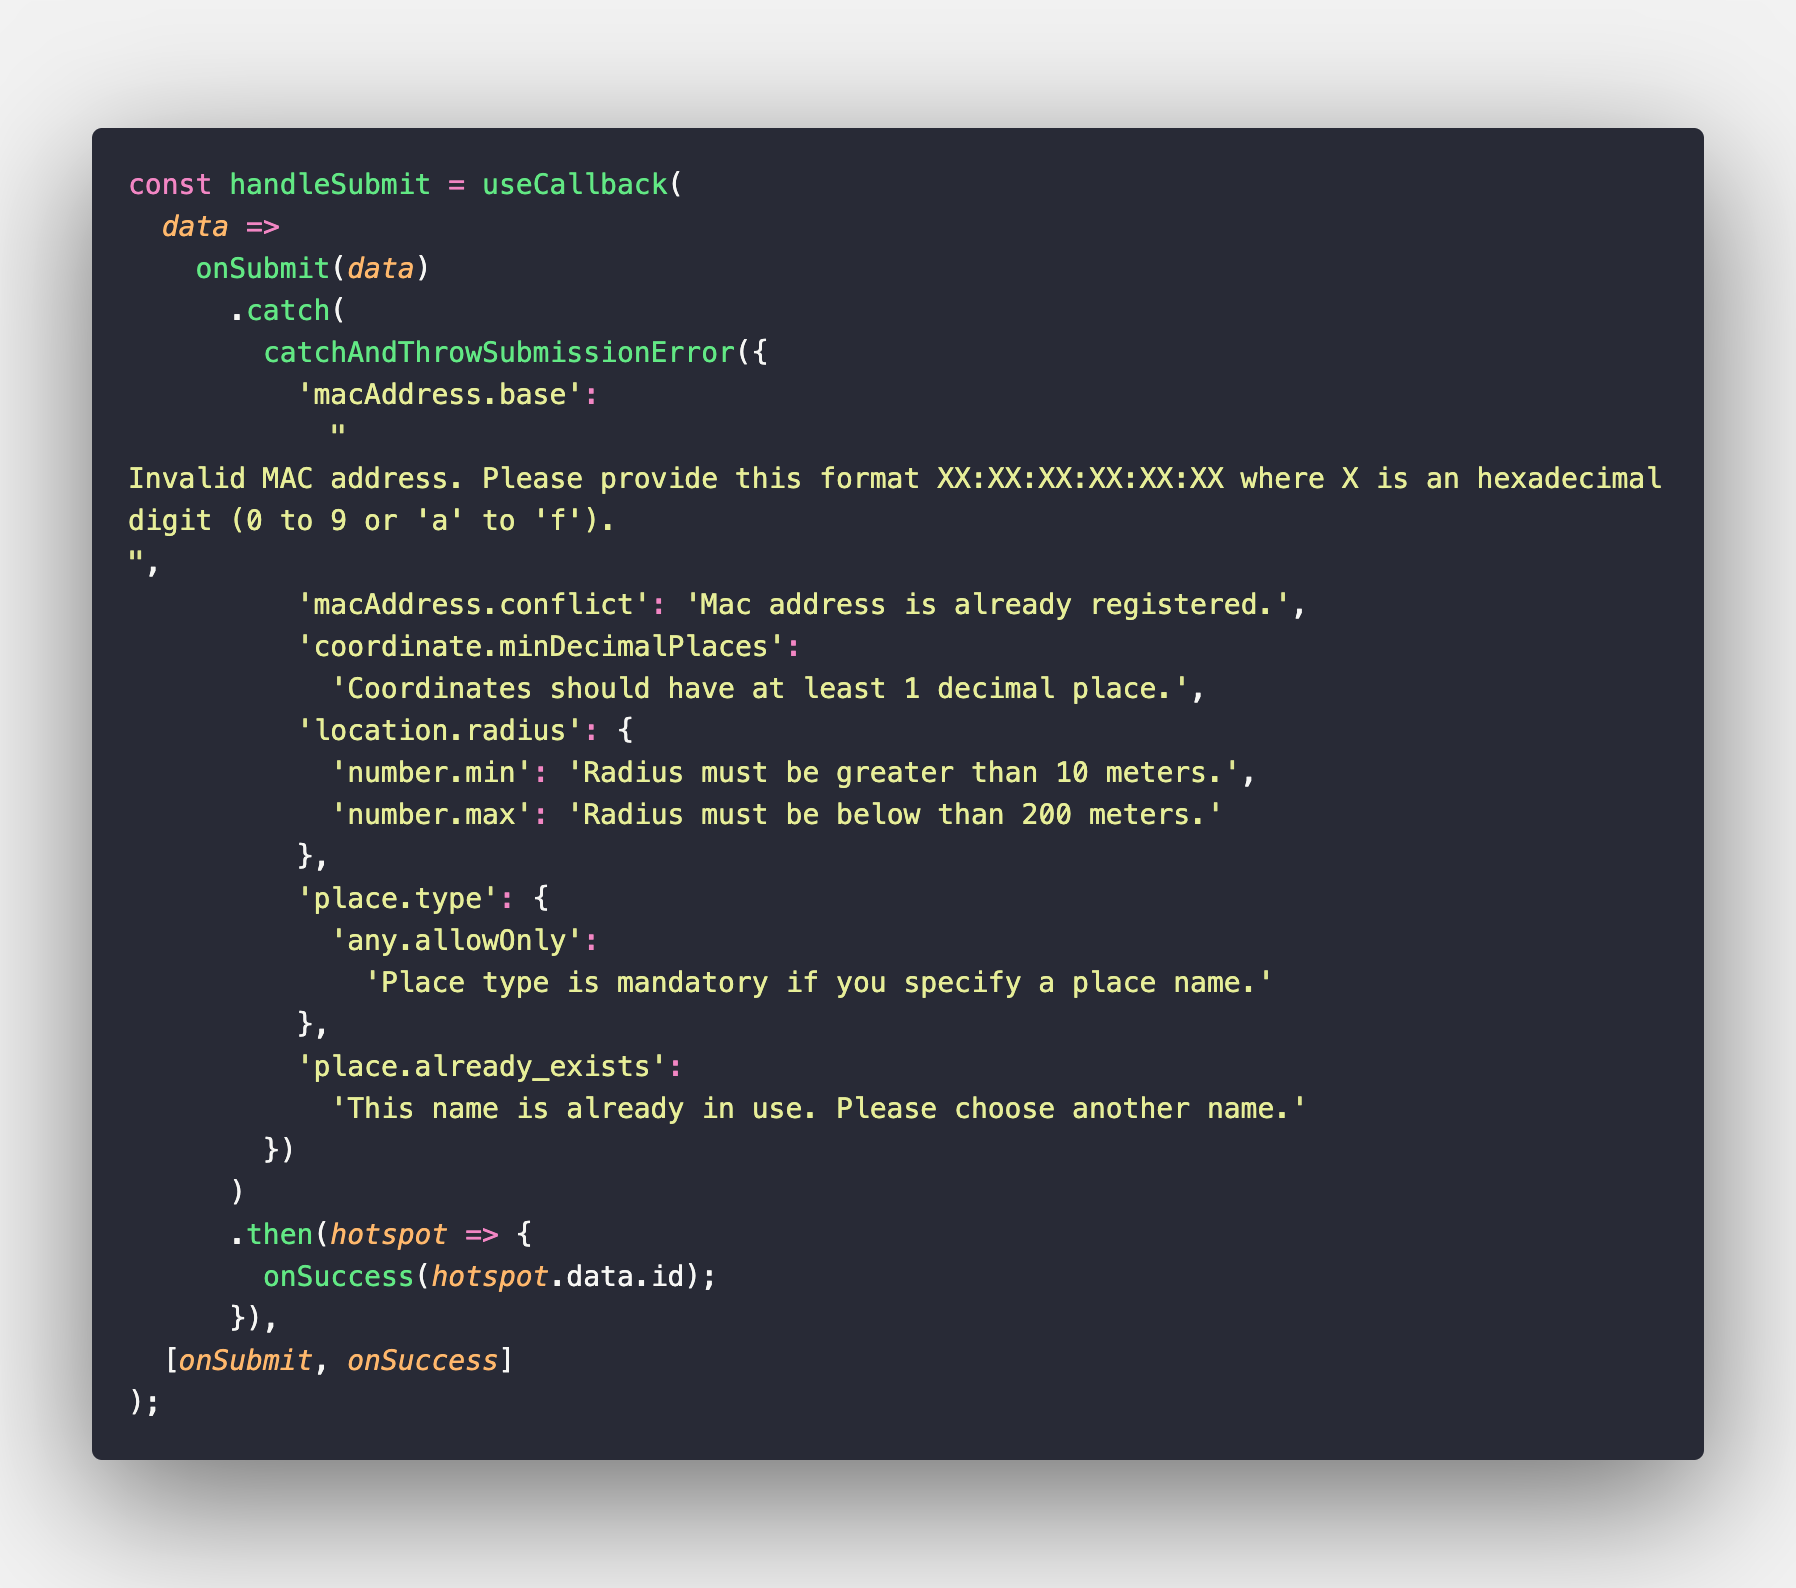 const handleSubmit = useCallback(
  data =>
    onSubmit(data)
      .catch(
        catchAndThrowSubmissionError({
          'macAddress.base':
            "
Invalid MAC address. Please provide this format XX:XX:XX:XX:XX:XX where X is an hexadecimal
digit (0 to 9 or 'a' to 'f').
",
          'macAddress.conflict': 'Mac address is already registered.',
          'coordinate.minDecimalPlaces':
            'Coordinates should have at least 1 decimal place.',
          'location.radius': {
            'number.min': 'Radius must be greater than 10 meters.',
            'number.max': 'Radius must be below than 200 meters.'
          },
          'place.type': {
            'any.allowOnly':
              'Place type is mandatory if you specify a place name.'
          },
          'place.already_exists':
            'This name is already in use. Please choose another name.'
        })
      )
      .then(hotspot => {
        onSuccess(hotspot.data.id);
      }),
  [onSubmit, onSuccess]
);